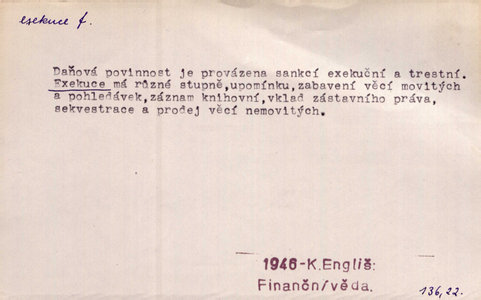 exekuce f.
Daňová povinnost je provázena sankcí exekuční a trestní.
Exekuce má různé stupně,upomínku,zabavení věcí movitých
a pohledávek,záznam knihovní,vklad zástavního práva,
sekvestrace a prodej věcí nemovitých.
1946-K.Engliš:
Finanční věda.
136,22.